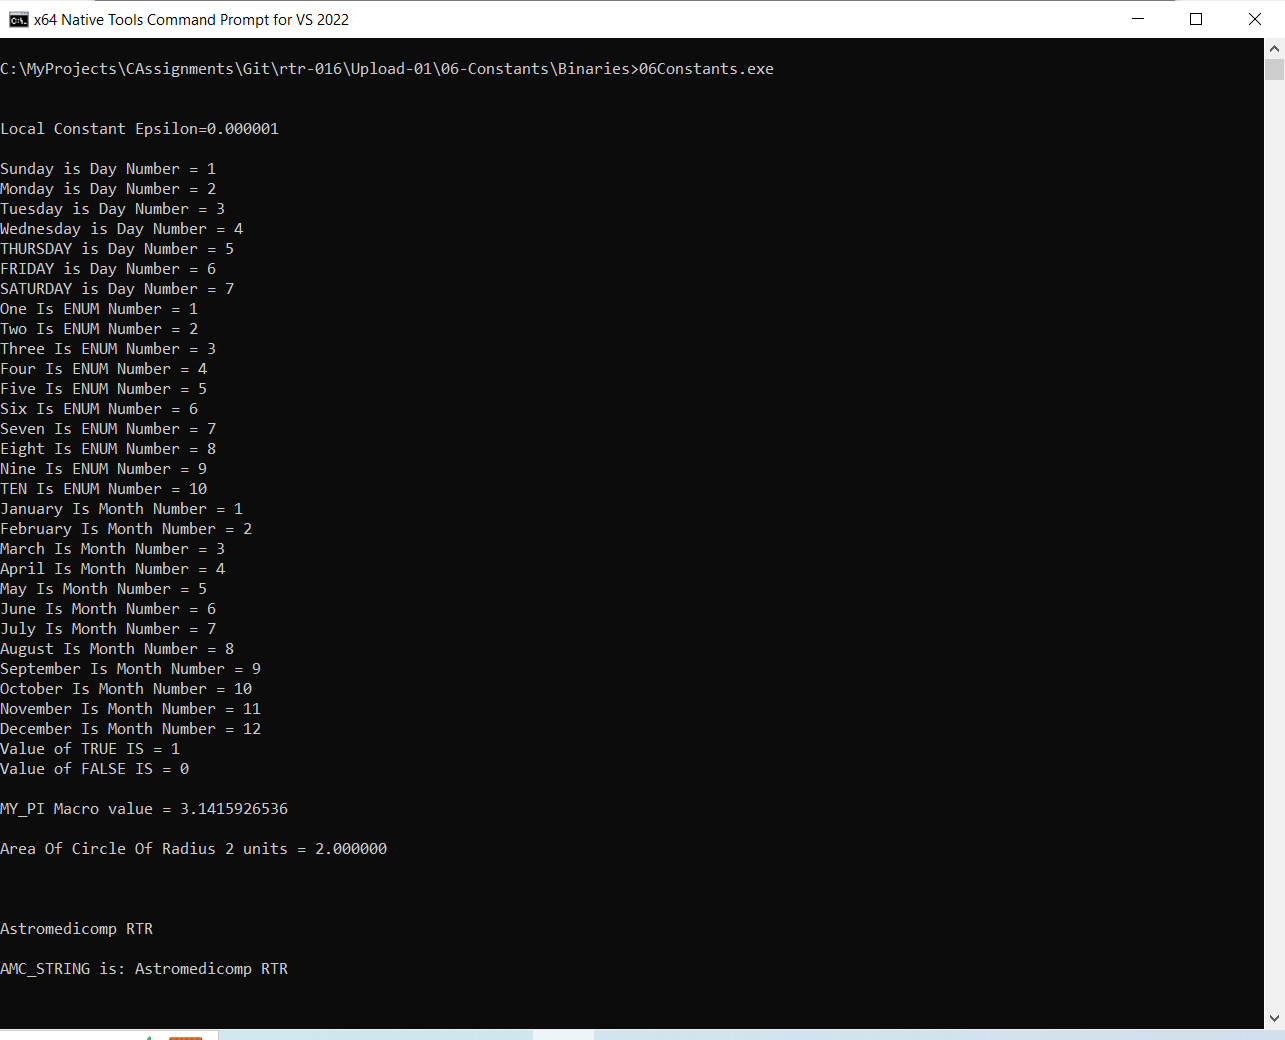 x64 Native Tools Command Prompt for VS 2022
C:\MyProjects\CAssignments\Git\rtr-016\Upload-01\06-Constants\Binaries>06Constants.exe
Local Constant Epsilon=0.000001
Sunday is Day Number = 1
Monday is Day Number = 2
Tuesday is Day Number = 3
Wednesday is Day Number = 4
THURSDAY is Day Number = 5
FRIDAY is Day Number = 6
SATURDAY is Day Number = 7
One Is ENUM Number = 1
Two Is ENUM Number = 2
Three Is ENUM Number = 3
Four Is ENUM Number = 4
Five Is ENUM Number = 5
Six Is ENUM Number = 6
Seven Is ENUM Number = 7
Eight Is ENUM Number = 8
Nine Is ENUM Number = 9
TEN Is ENUM Number = 10
January Is Month Number = 1
February Is Month Number = 2
March Is Month Number = 3
April Is Month Number = 4
May Is Month Number = 5
June Is Month Number = 6
July Is Month Number = 7
August Is Month Number = 8
September Is Month Number = 9
October Is Month Number = 10
November Is Month Number = 11
December Is Month Number = 12
Value of TRUE IS = 1
Value of FALSE IS = 0
MY_PI Macro value = 3.1415926536
Area Of Circle Of Radius 2 units = 2.000000
Astromedicomp RTR
AMC_STRING is: Astromedicomp RTR